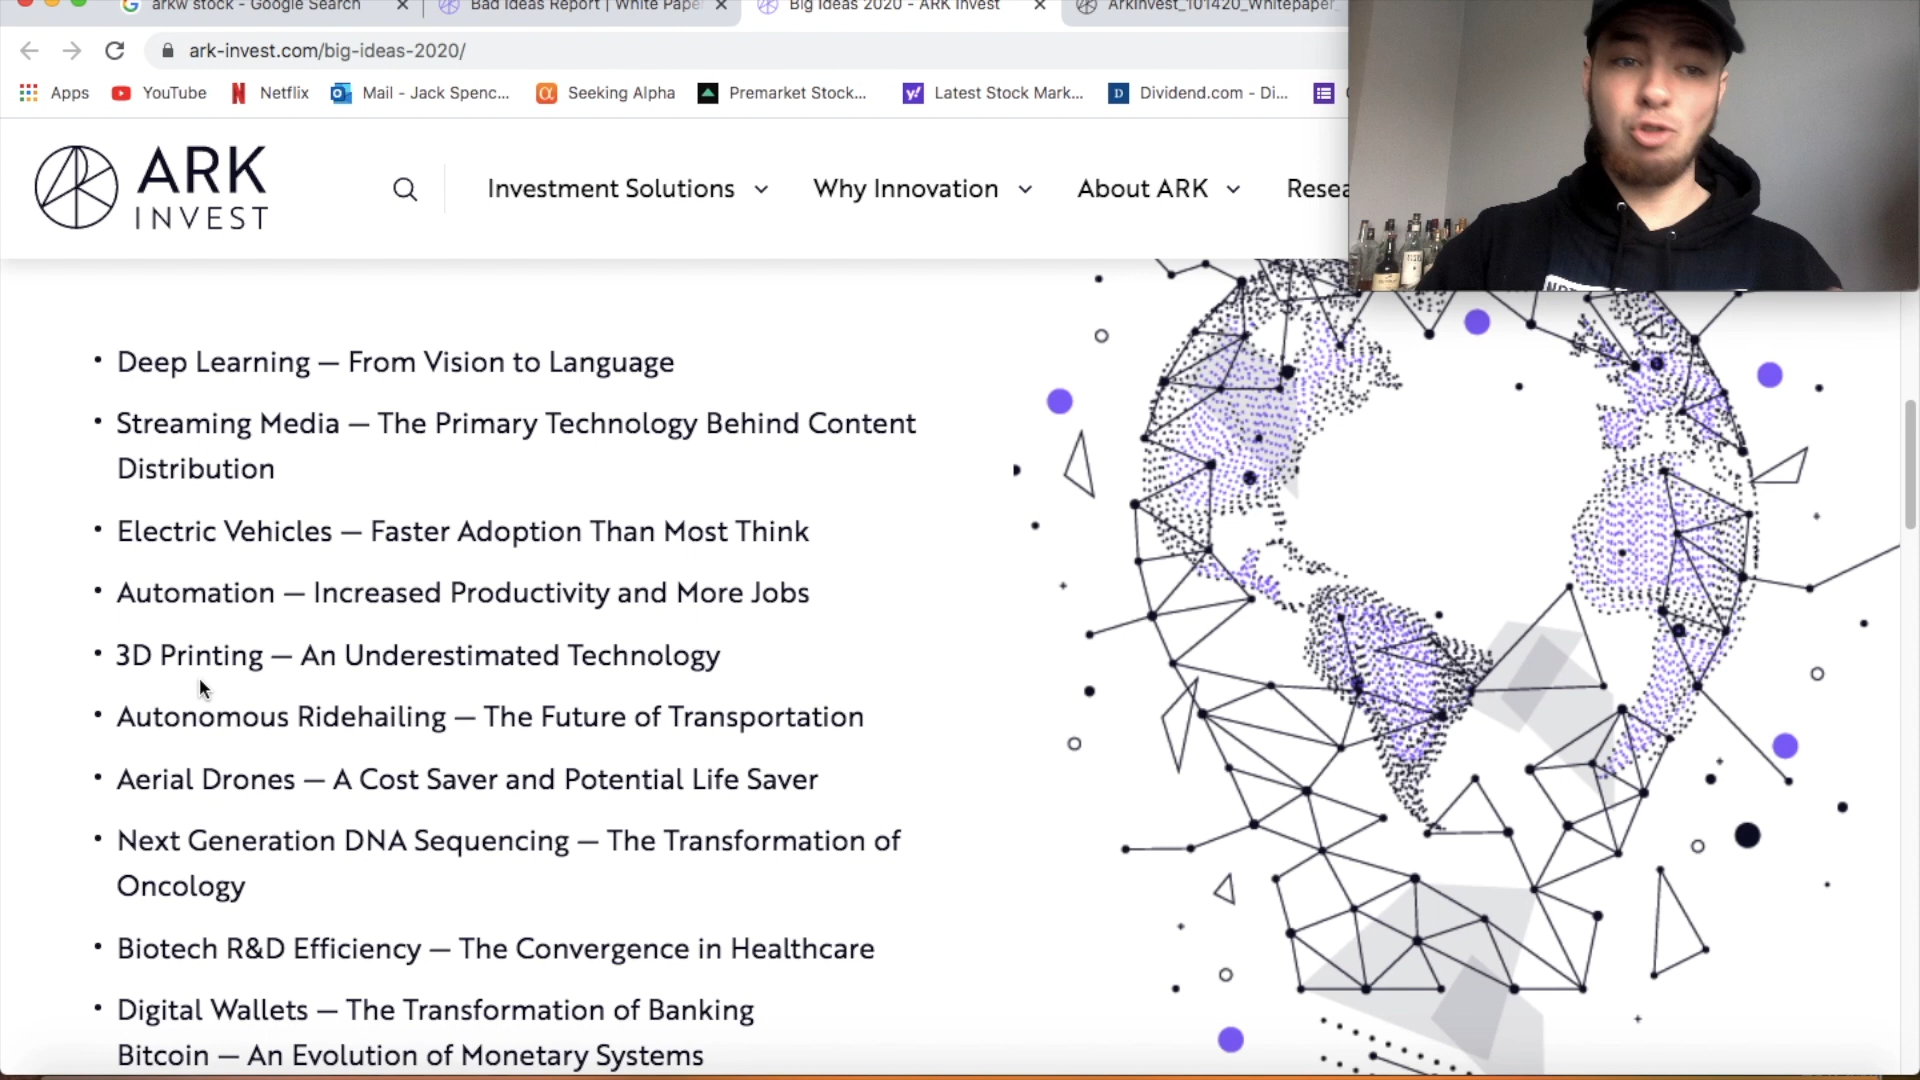 arkw stock - Google Search
Bad Ideas Report | White Pape
Big Ideas 2020 - ARK Invest
ArkInvest_101420_Whitepaper_
ark-invest.com/big-ideas-2020/
Apps YouTube Netflix Mail - Jack Spenc... Seeking Alpha Premarket Stock... Latest Stock Mark... Dividend.com - Di...
ARK
INVEST
Investment Solutions Why Innovation About ARK Resea
• Deep Learning — From Vision to Language
• Streaming Media — The Primary Technology Behind Content
Distribution
• Electric Vehicles — Faster Adoption Than Most Think
• Automation — Increased Productivity and More Jobs
• 3D Printing — An Underestimated Technology
• Autonomous Ridehailing — The Future of Transportation
• Aerial Drones — A Cost Saver and Potential Life Saver
• Next Generation DNA Sequencing — The Transformation of
Oncology
• Biotech R&D Efficiency — The Convergence in Healthcare
• Digital Wallets — The Transformation of Banking
Bitcoin — An Evolution of Monetary Systems